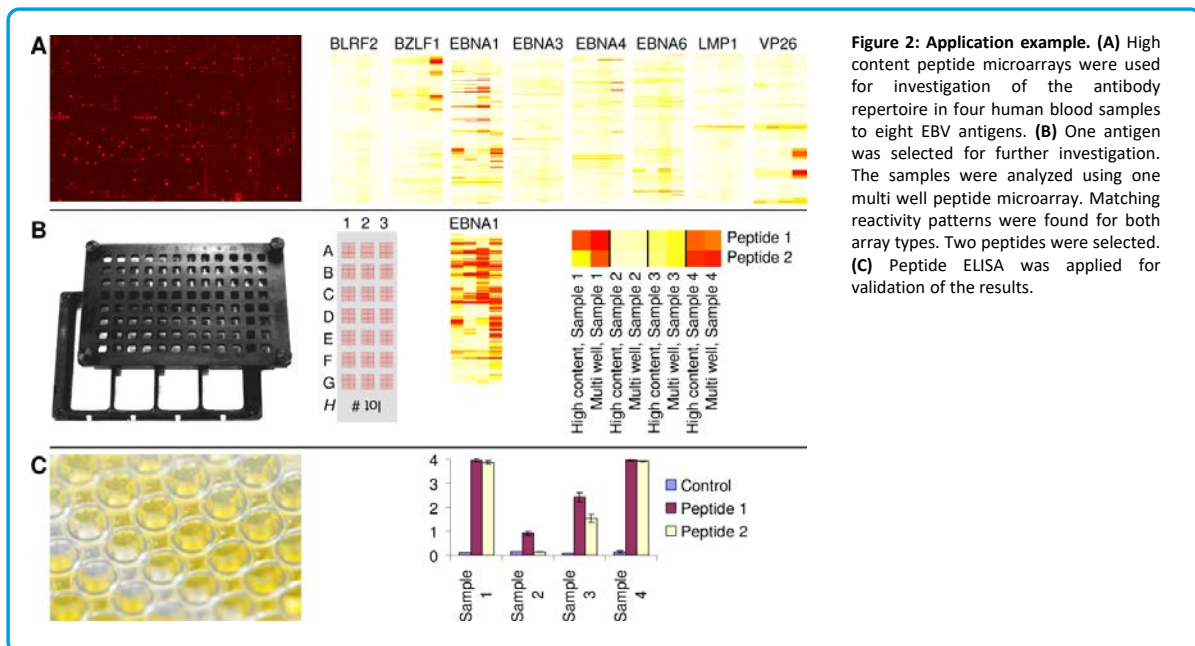 A
BLRF2 BZLF1 EBNA1 EBNA3 EBNA4 EBNA6 LMP1 VP26
B
1 2 3
A
B
C
D
E
F
G
H lot #
EBNA1
Peptide 1
Peptide 2
High content, Sample 1
Multi well, Sample 1
High content, Sample 2
Multi well, Sample 2
High content, Sample 3
Multi well, Sample 3
High content, Sample 4
Multi well, Sample 4
C
4
3
2
1
0
Sample 1
Sample 2
Sample 3
Sample 4
Control
Peptide 1
Peptide 2
Figure 2: Application example. (A) High
content peptide microarrays were used
for investigation of the antibody
repertoire in four human blood samples
to eight EBV antigens. (B) One antigen
was selected for further investigation.
The samples were analyzed using one
multi well peptide microarray. Matching
reactivity patterns were found for both
array types. Two peptides were selected.
(C) Peptide ELISA was applied for
validation of the results.